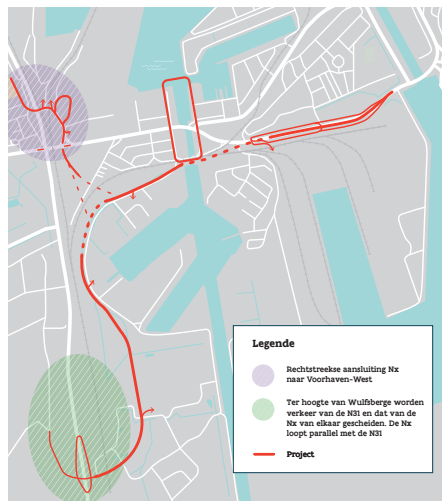 Legende
Rechtstreekse aansluiting Nx
naar Voorhaven-West
Ter hoogte van Wulfsberge worden
verkeer van de N31 en dat van de
Nx van elkaar gescheiden. De Nx
loopt parallel met de N31
Project